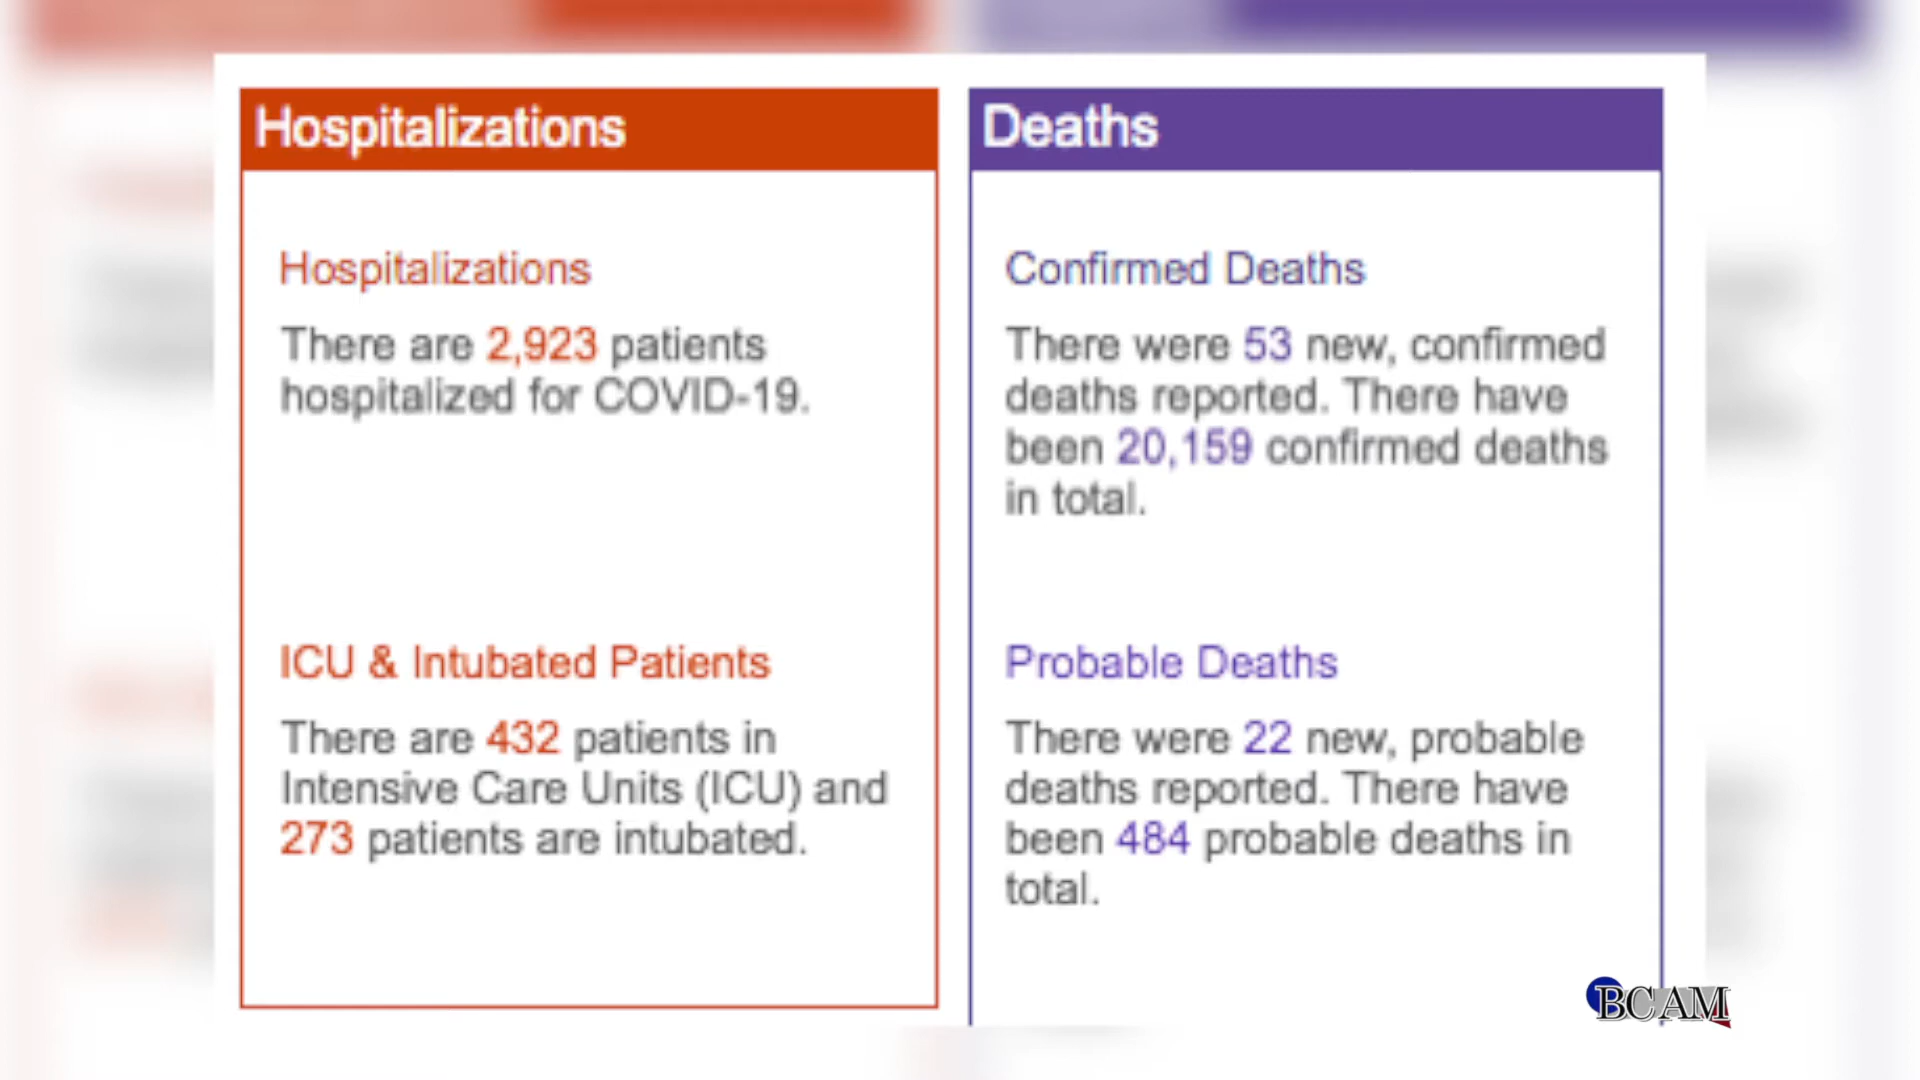 Hospitalizations
Hospitalizations
There are 2,923 patients
hospitalized for COVID-19.
ICU & Intubated Patients
There are 432 patients in
Intensive Care Units (ICU) and
273 patients are intubated.
Deaths
Confirmed Deaths
There were 53 new, confirmed
deaths reported. There have
been 20,159 confirmed deaths
in total.
Probable Deaths
There were 22 new, probable
deaths reported. There have
been 484 probable deaths in
total.
BCAM